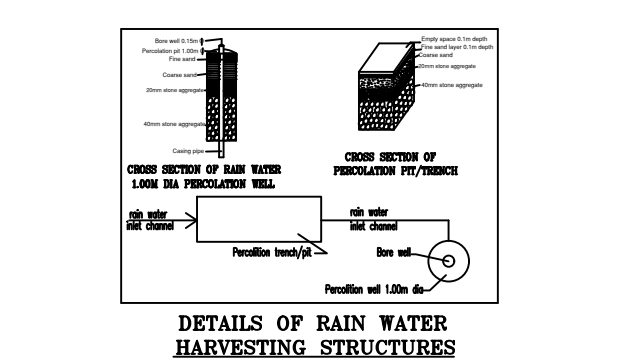 Bore well 0.15m ϕ
Percolation pit 1.00m ϕ
Fine sand
Coarse sand
20mm stone aggregate
40mm stone aggregate
Casing pipe
CROSS SECTION OF RAIN WATER
1.00M DIA PERCOLATION WELL
Empty space 0.1m depth
Fine sand layer 0.1m depth
Coarse sand
20mm stone aggregate
40mm stone aggregate
CROSS SECTION OF
PERCOLATION PIT/TRENCH
rain water
inlet channel
Percolition trench/pit
rain water
inlet channel
Bore well
Percolition well 1.00m dia
DETAILS OF RAIN WATER
HARVESTING STRUCTURES